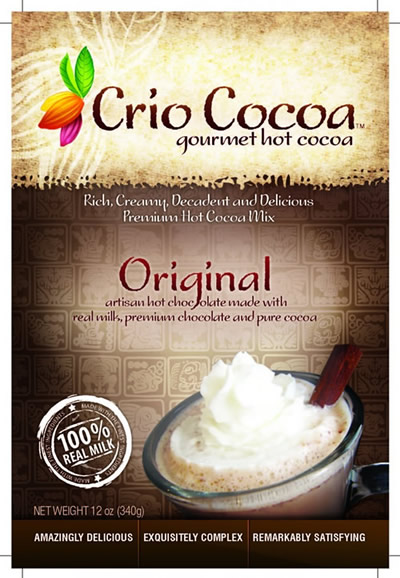 Crio Cocoa™
gourmet hot cocoa
Rich, Creamy, Decadent and Delicious
Premium Hot Cocoa Mix
Original
artisan hot chocolate made with
real milk, premium chocolate and pure cocoa
100%
REAL MILK
NET WEIGHT 12 oz (340g)
AMAZINGLY DELICIOUS EXQUISITELY COMPLEX REMARKABLY SATISFYING